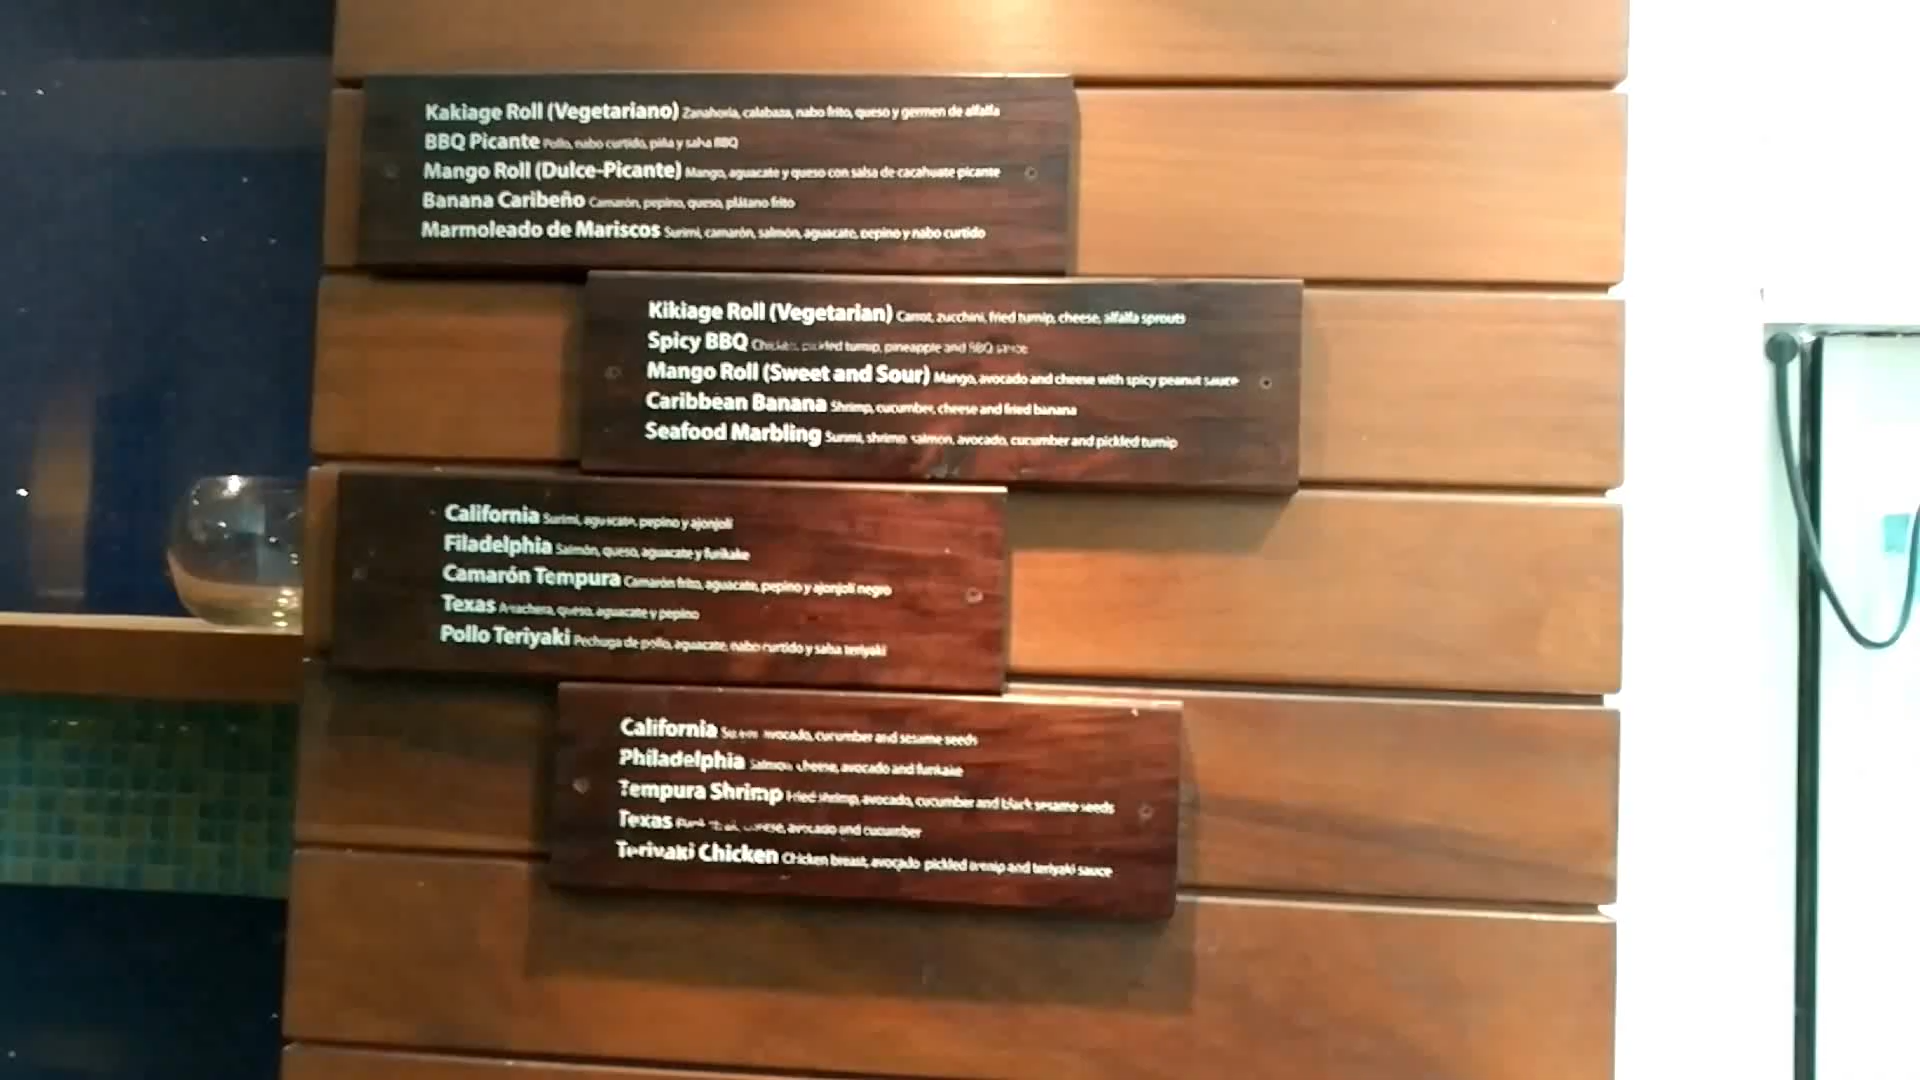 Kakiage Roll (Vegetariano) Zanahoria, calabaza, nabo frito, queso y germen de alfalfa
BBQ Picante Pollo, nabo curtido, piña y salsa BBQ
Mango Roll (Dulce-Picante) Mango, aguacate y queso con salsa de cacahuate picante
Banana Caribeño Camarón, pepino, queso, plátano frito
Marmoleado de Mariscos Surimi, camarón, salmón, aguacate, pepino y nabo curtido
Kikiage Roll (Vegetarian) Carrot, zucchini, fried turnip, cheese, alfalfa sprouts
Spicy BBQ Chicken, pickled turnip, pineapple and BBQ sauce
Mango Roll (Sweet and Sour) Mango, avocado and cheese with spicy peanut sauce
Caribbean Banana Shrimp, cucumber, cheese and fried banana
Seafood Marbling Surimi, shrimp, salmon, avocado, cucumber and pickled turnip
California Surimi, aguacate, pepino y ajonjolí
Filadelphia Salmón, queso, aguacate y furikake
Camarón Tempura Camarón frito, aguacate, pepino y ajonjolí negro
Texas Arrachera, queso, aguacate y pepino
Pollo Teriyaki Pechuga de pollo, aguacate, nabo curtido y salsa teriyaki
California avocado, cucumber and sesame seeds
Philadelphia Salmon, cheese, avocado and furikake
Tempura Shrimp Fried shrimp, avocado, cucumber and black sesame seeds
Texas cheese, avocado and cucumber
Teriyaki Chicken Chicken breast, avocado pickled turnip and teriyaki sauce